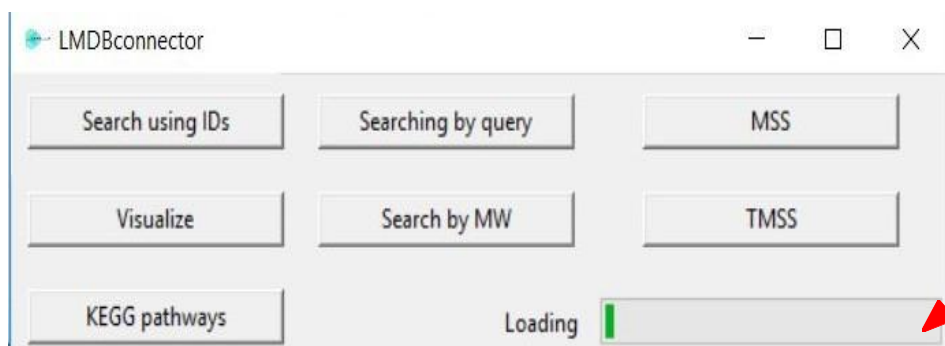 LMDBconnector
Search using IDs Searching by query MSS
Visualize Search by MW TMSS
KEGG pathways Loading